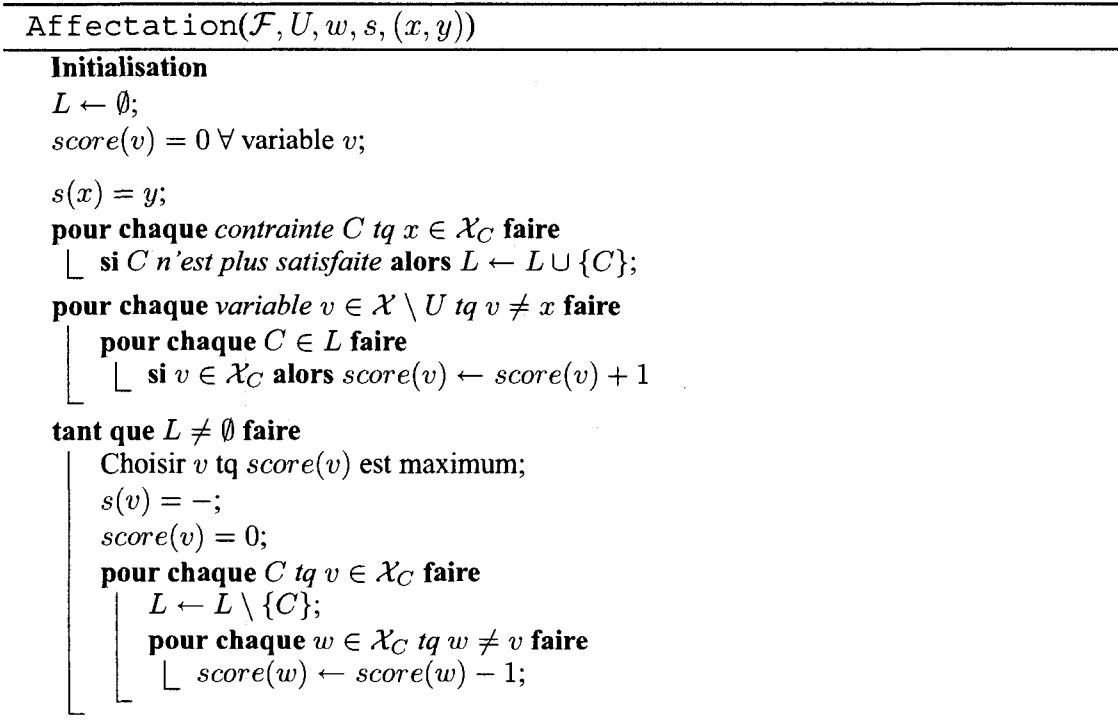 Affectation(ℱ, U, w, s, (x, y))
Initialisation
L ← ∅;
score(v) = 0 ∀ variable v;
s(x) = y;
pour chaque contrainte C tq x ∈ 𝒳_C faire
si C n'est plus satisfaite alors L ← L ∪ {C};
pour chaque variable v ∈ 𝒳 \ U tq v ≠ x faire
pour chaque C ∈ L faire
si v ∈ 𝒳_C alors score(v) ← score(v) + 1
tant que L ≠ ∅ faire
Choisir v tq score(v) est maximum;
s(v) = −;
score(v) = 0;
pour chaque C tq v ∈ 𝒳_C faire
L ← L \ {C};
pour chaque w ∈ 𝒳_C tq w ≠ v faire
score(w) ← score(w) − 1;